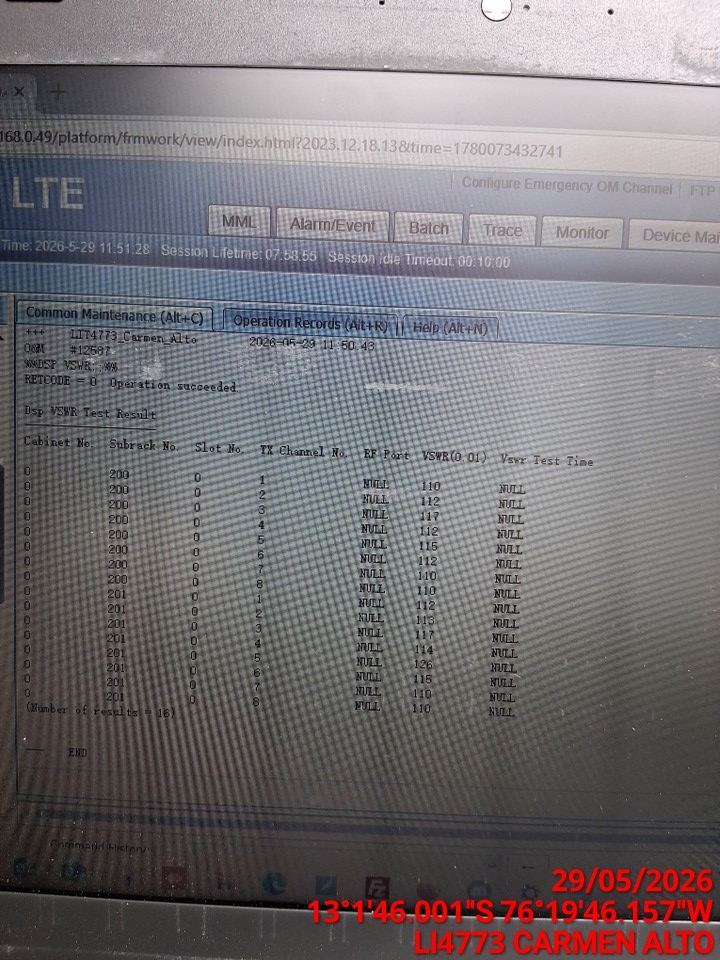 168.0.49/platform/frmwork/view/index.html?2023.12.18.13&time=1780073432741
LTE
Configure Emergency OM Channel | FTP
MML Alarm/Event Batch Trace Monitor Device Mai
Time: 2026-5-29 11:51:28 Session Lifetime: 07:58:55 Session Idle Timeout: 00:10:00
Common Maintenance (Alt+C) Operation Records (Alt+R) Help (Alt+N)
+++ LIT4773_Carmen_Alto 2026-05-29 11:50:43
O&M #12587
%%DSP VSWR:;%%
RETCODE = 0 Operation succeeded.
Dsp VSWR Test Result
Cabinet No. Subrack No. Slot No. TX Channel No. RF Port VSWR(0.01) Vswr Test Time
0 200 0 1 NULL 110 NULL
0 200 0 2 NULL 112 NULL
0 200 0 3 NULL 117 NULL
0 200 0 4 NULL 112 NULL
0 200 0 5 NULL 115 NULL
0 200 0 6 NULL 112 NULL
0 200 0 7 NULL 110 NULL
0 200 0 8 NULL 110 NULL
0 201 0 1 NULL 112 NULL
0 201 0 2 NULL 113 NULL
0 201 0 3 NULL 117 NULL
0 201 0 4 NULL 114 NULL
0 201 0 5 NULL 126 NULL
0 201 0 6 NULL 115 NULL
0 201 0 7 NULL 110 NULL
0 201 0 8 NULL 110 NULL
(Number of results = 16)
--- END
Command History
29/05/2026
13°1'46.001"S 76°19'46.157"W
LI4773 CARMEN ALTO